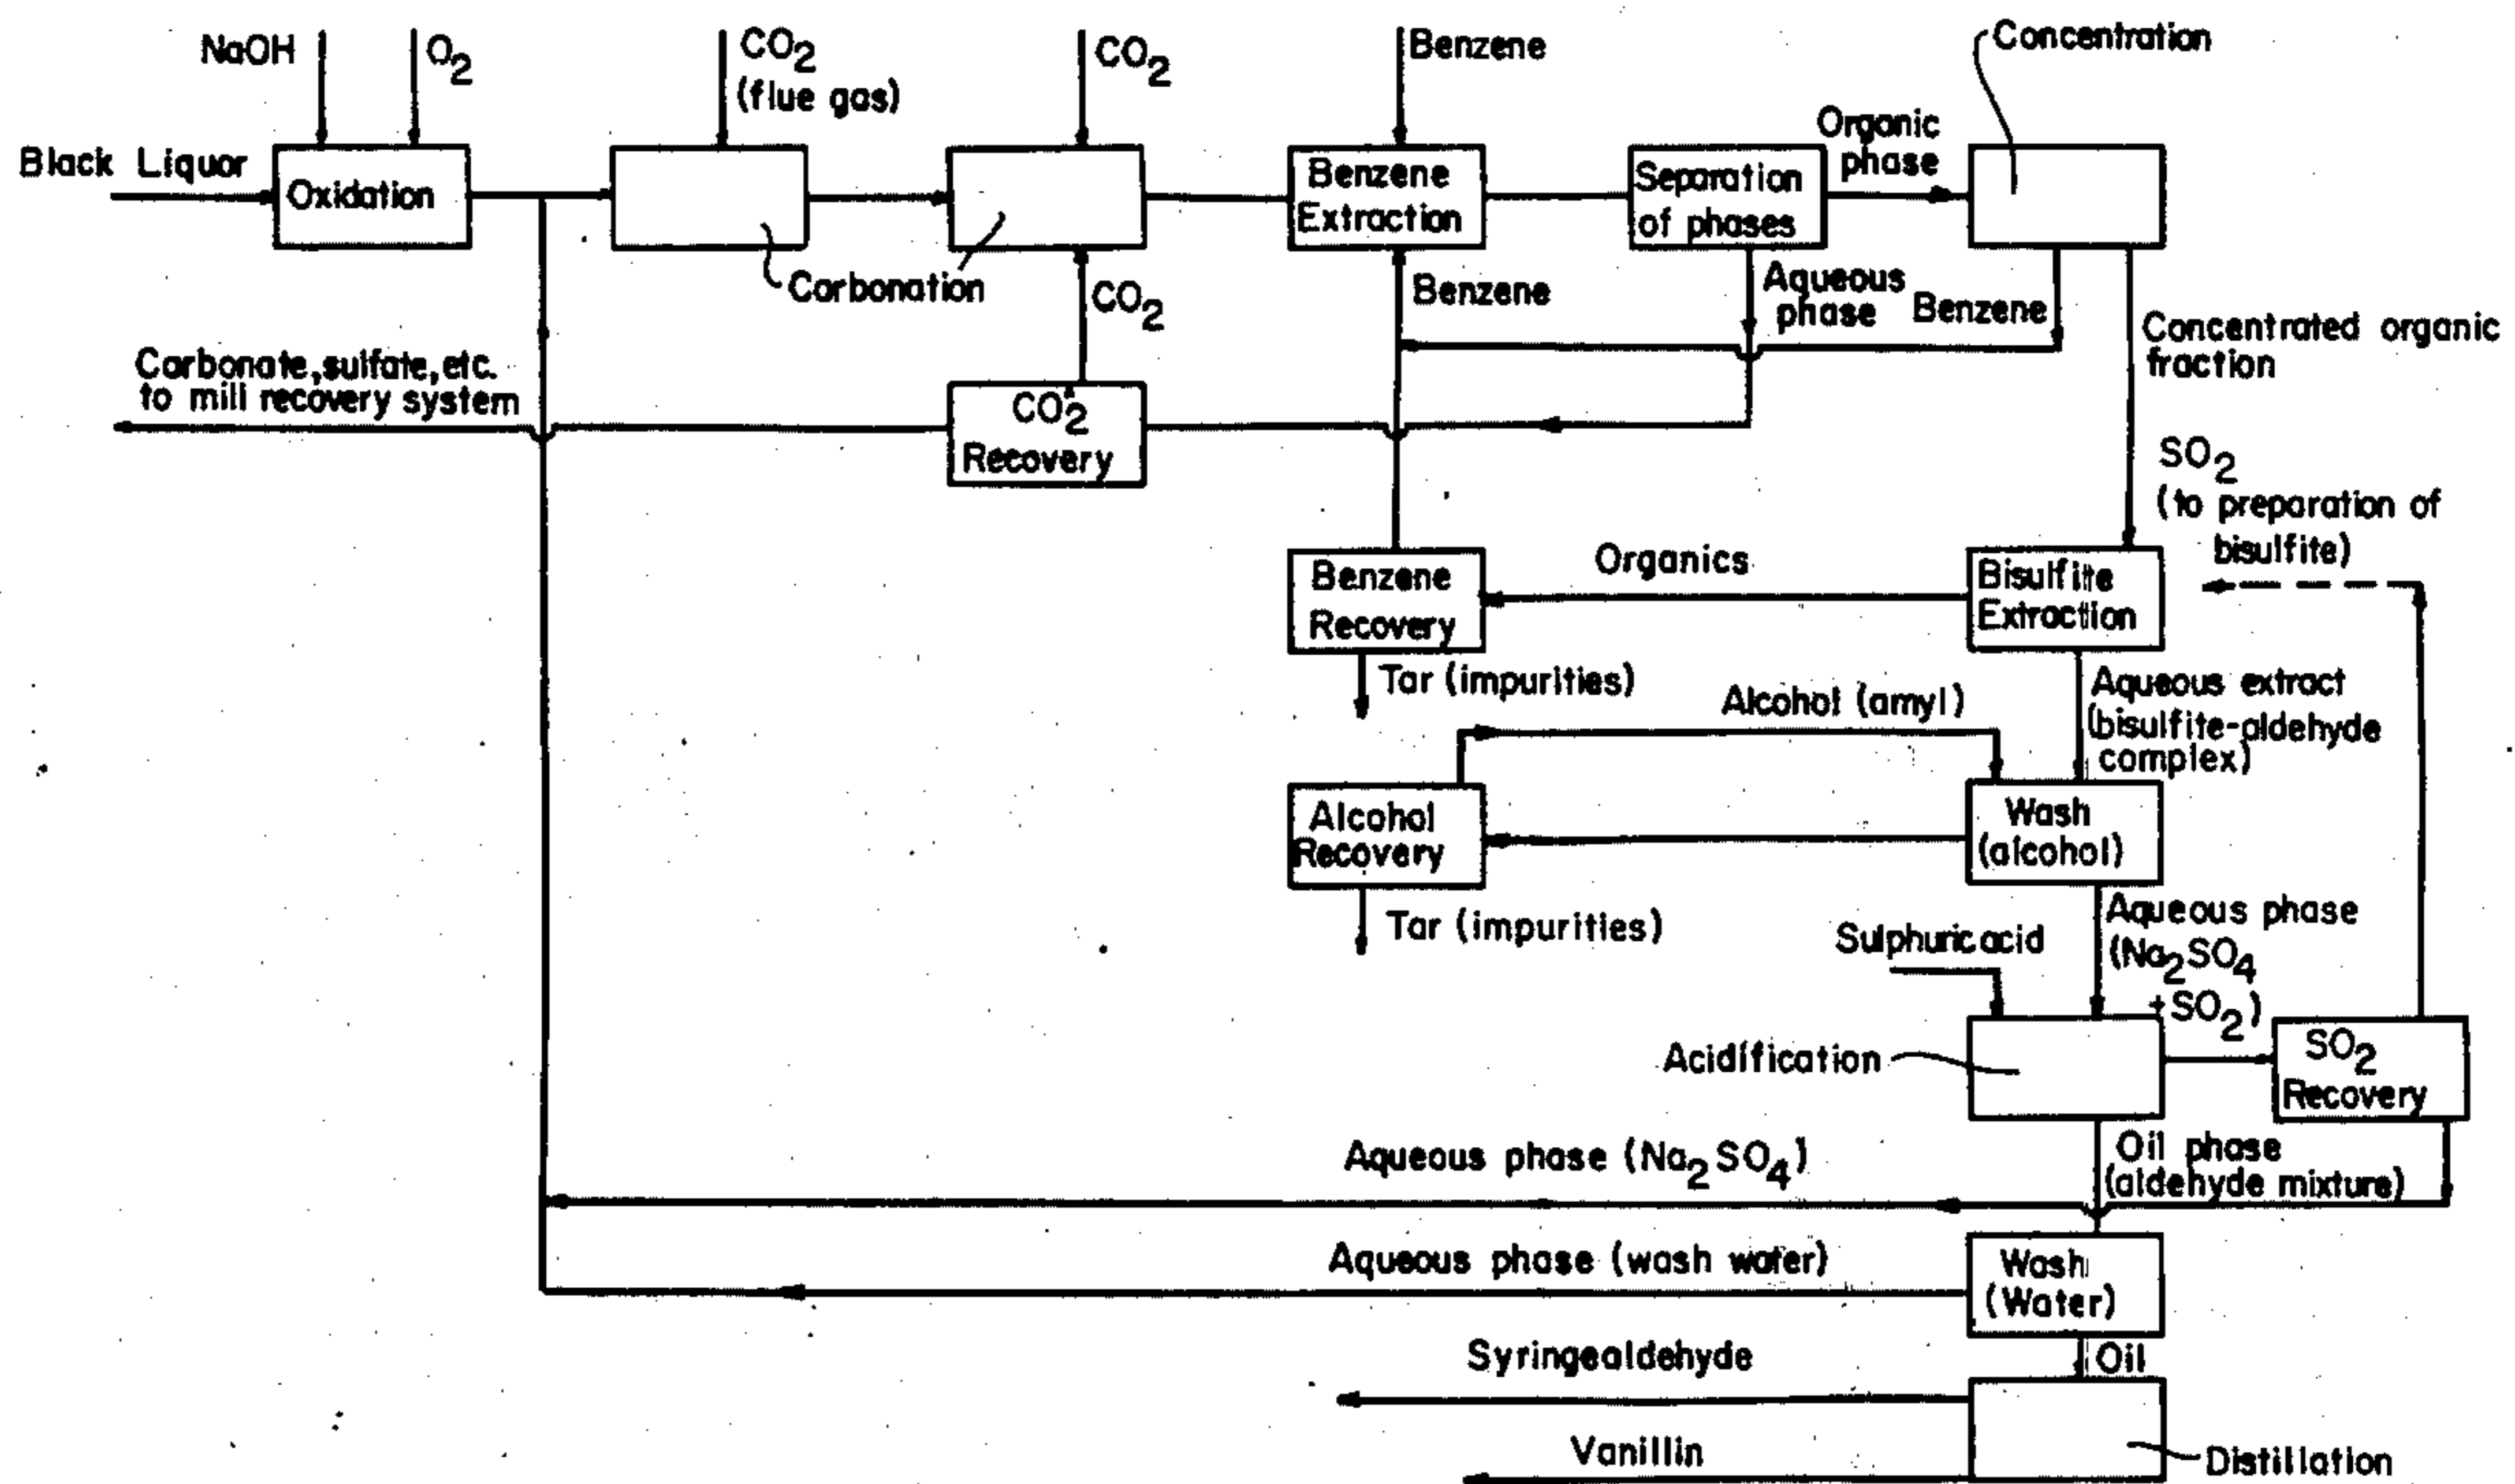 NaOH
O2
CO2
(flue gas)
CO2
Benzene
Concentration
Black Liquor
Oxidation
Benzene
Extraction
Separation
of phases
Organic
phase
Carbonation
CO2
Benzene
Aqueous
phase
Benzene
Concentrated organic
fraction
Carbonate, sulfate, etc.
to mill recovery system
CO2
Recovery
SO2
(to preparation of
bisulfite)
Benzene
Recovery
Organics
Bisulfite
Extraction
Tar (impurities)
Alcohol (amyl)
Aqueous extract
(bisulfite-aldehyde
complex)
Alcohol
Recovery
Wash
(alcohol)
Tar (impurities)
Sulphuric acid
Aqueous phase
(Na2SO4
+SO2)
Acidification
SO2
Recovery
Aqueous phase (Na2SO4)
Oil phase
(aldehyde mixture)
Aqueous phase (wash water)
Wash
(Water)
Syringealdehyde
Oil
Vanillin
Distillation